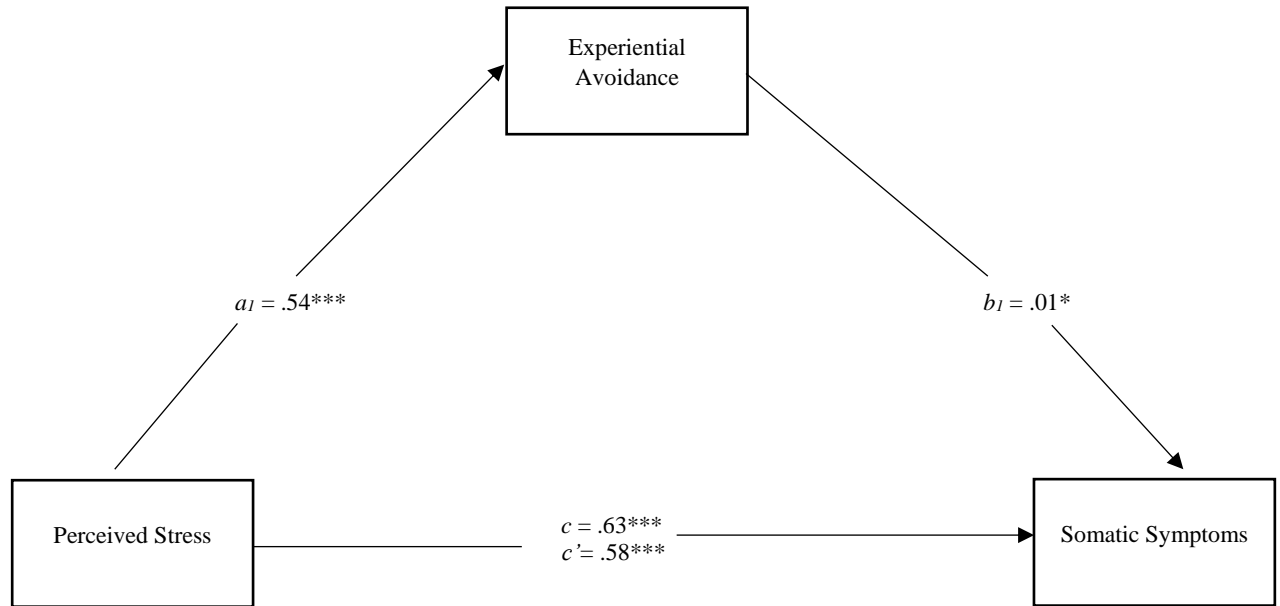 Experiential
Avoidance
a1 = .54***
b1 = .01*
Perceived Stress
c = .63***
c’= .58***
Somatic Symptoms